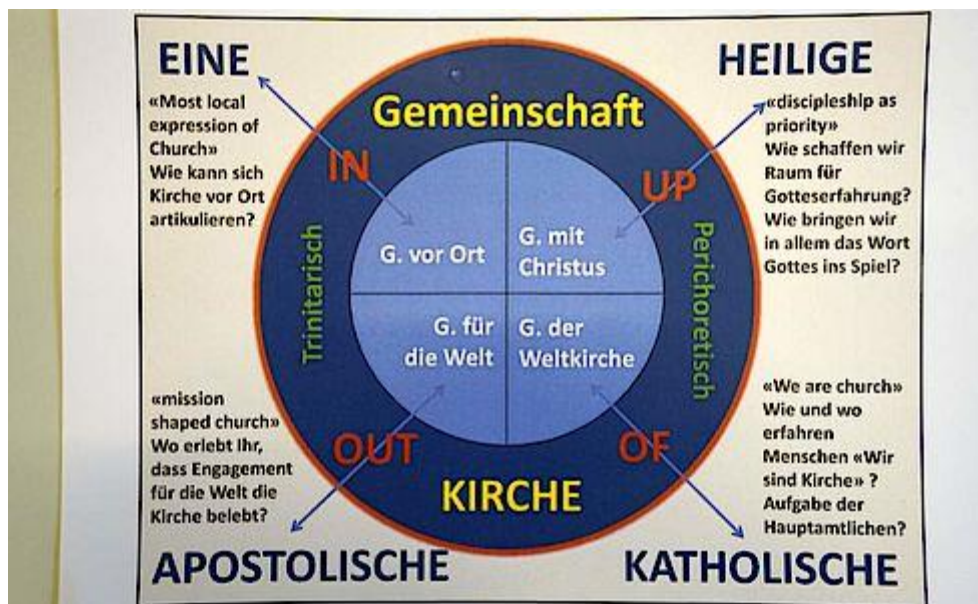 EINE
«Most local
expression of
Church»
Wie kann sich
Kirche vor Ort
artikulieren?
HEILIGE
«discipleship as
priority»
Wie schaffen wir
Raum für
Gotteserfahrung?
Wie bringen wir
in allem das Wort
Gottes ins Spiel?
Gemeinschaft
IN
UP
Trinitarisch
Perichoretisch
G. vor Ort
G. mit
Christus
G. für
die Welt
G. der
Weltkirche
OUT
OF
KIRCHE
«mission
shaped church»
Wo erlebt Ihr,
dass Engagement
für die Welt die
Kirche belebt?
APOSTOLISCHE
«We are church»
Wie und wo
erfahren
Menschen «Wir
sind Kirche» ?
Aufgabe der
Hauptamtlichen?
KATHOLISCHE